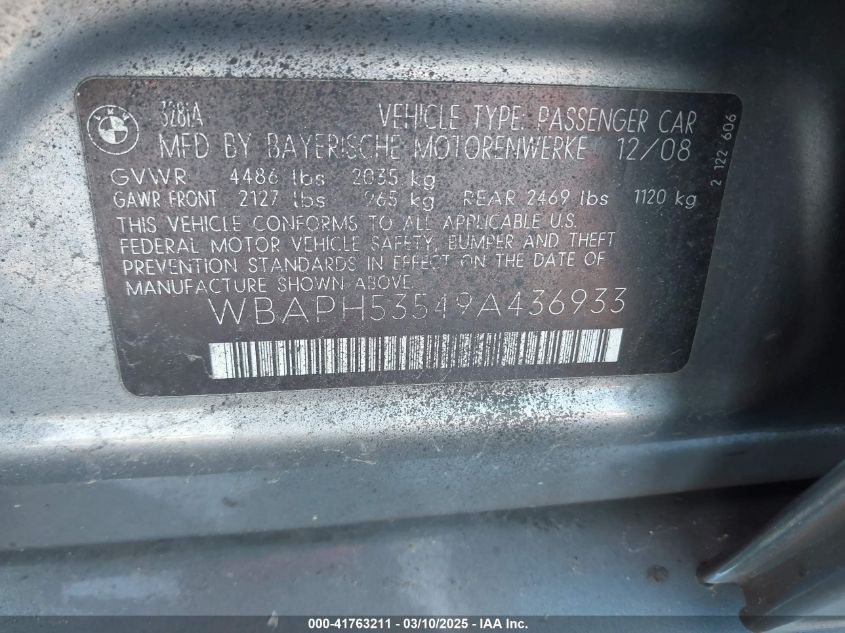 BMW
328iA
VEHICLE TYPE: PASSENGER CAR
MFD BY BAYERISCHE MOTORENWERKE 12/08
GVWR 4486 lbs 2035 kg
GAWR FRONT 2127 lbs 965 kg REAR 2469 lbs 1120 kg
THIS VEHICLE CONFORMS TO ALL APPLICABLE U.S.
FEDERAL MOTOR VEHICLE SAFETY, BUMPER AND THEFT
PREVENTION STANDARDS IN EFFECT ON THE DATE OF
MANUFACTURE SHOWN ABOVE.
WBAPH53549A436933
2 122 606
000-41763211 - 03/10/2025 - IAA Inc.